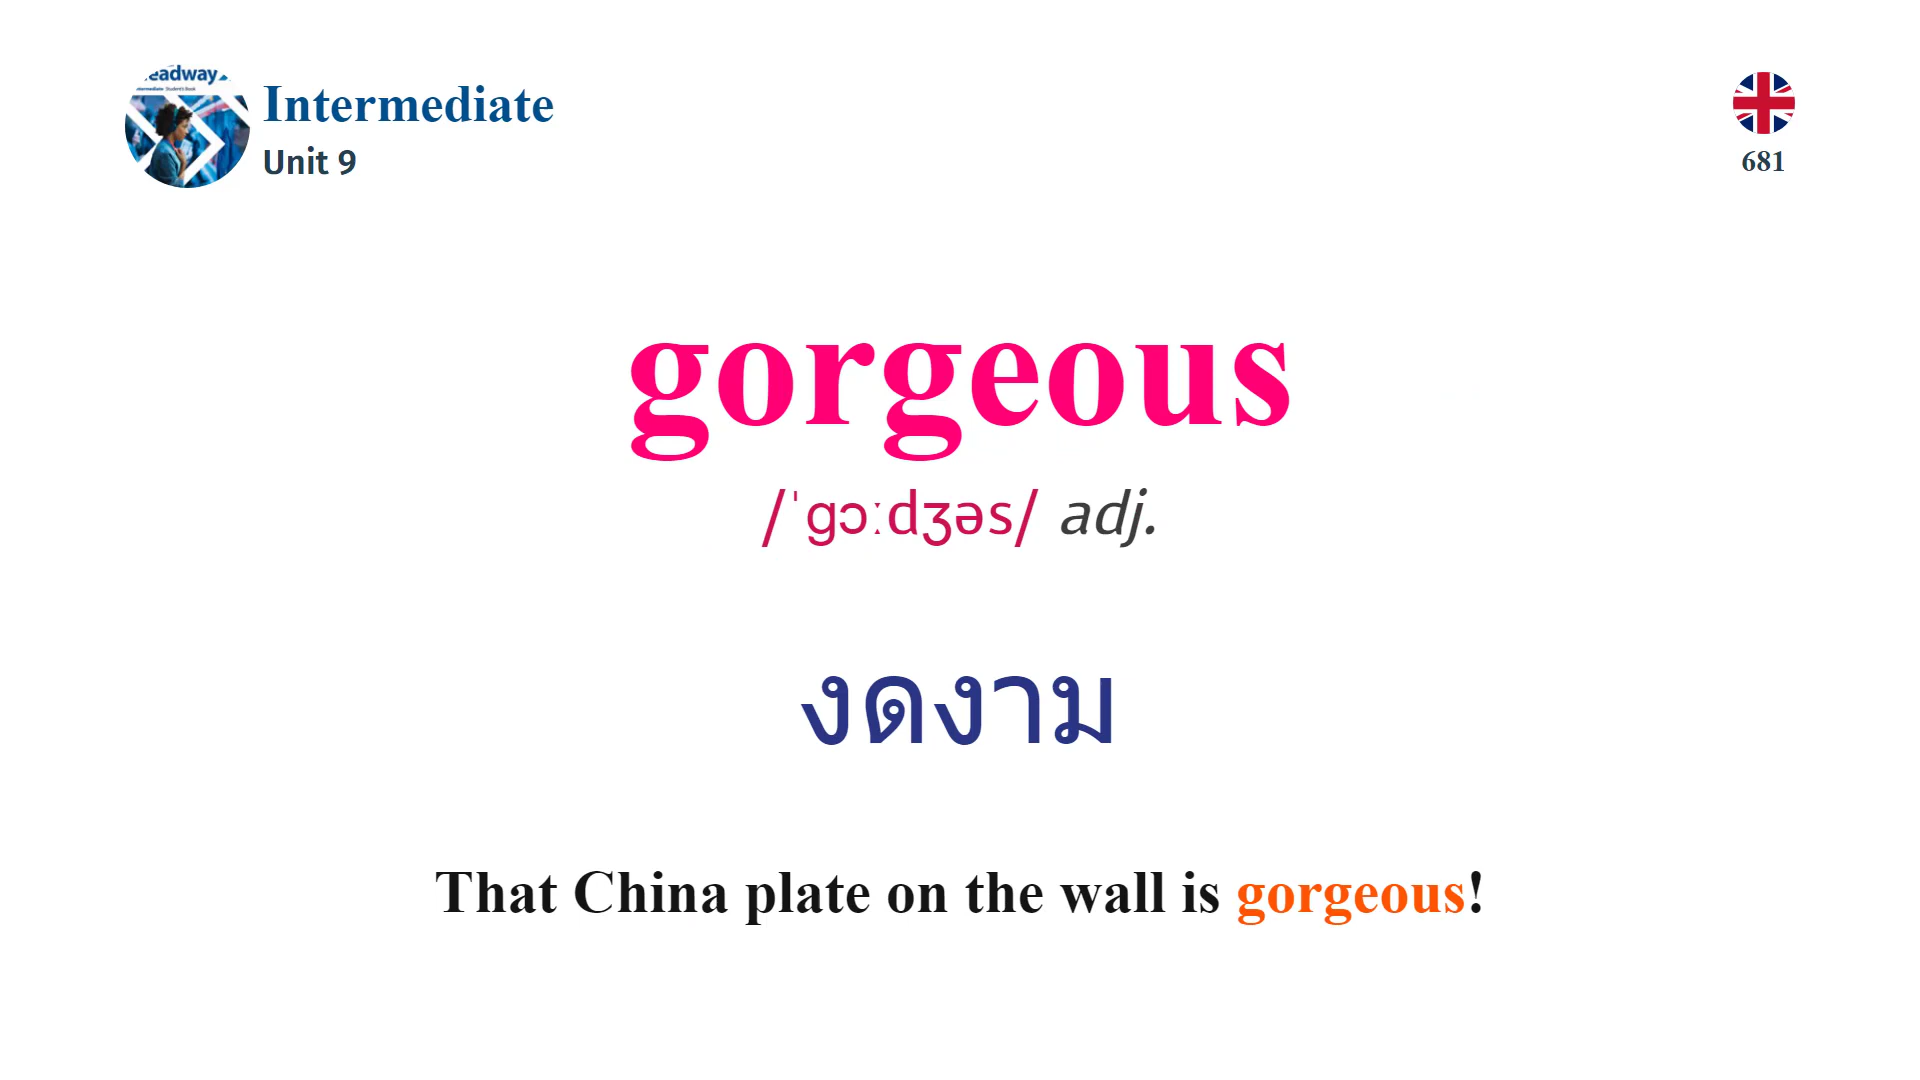 eadway
Intermediate
Unit 9
681
gorgeous
/ˈɡɔːdʒəs/ adj.
งดงาม
That China plate on the wall is gorgeous!